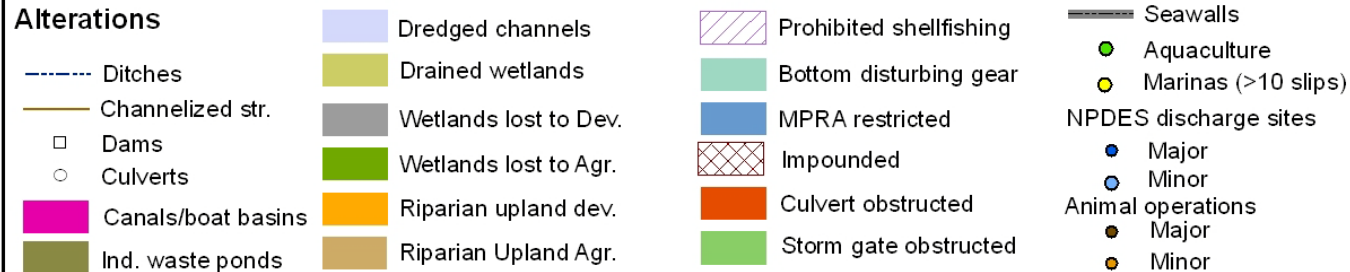 Alterations
Ditches
Channelized str.
Dams
Culverts
Canals/boat basins
Ind. waste ponds
Dredged channels
Drained wetlands
Wetlands lost to Dev.
Wetlands lost to Agr.
Riparian upland dev.
Riparian Upland Agr.
Prohibited shellfishing
Bottom disturbing gear
MPRA restricted
Impounded
Culvert obstructed
Storm gate obstructed
Seawalls
Aquaculture
Marinas (>10 slips)
NPDES discharge sites
Major
Minor
Animal operations
Major
Minor